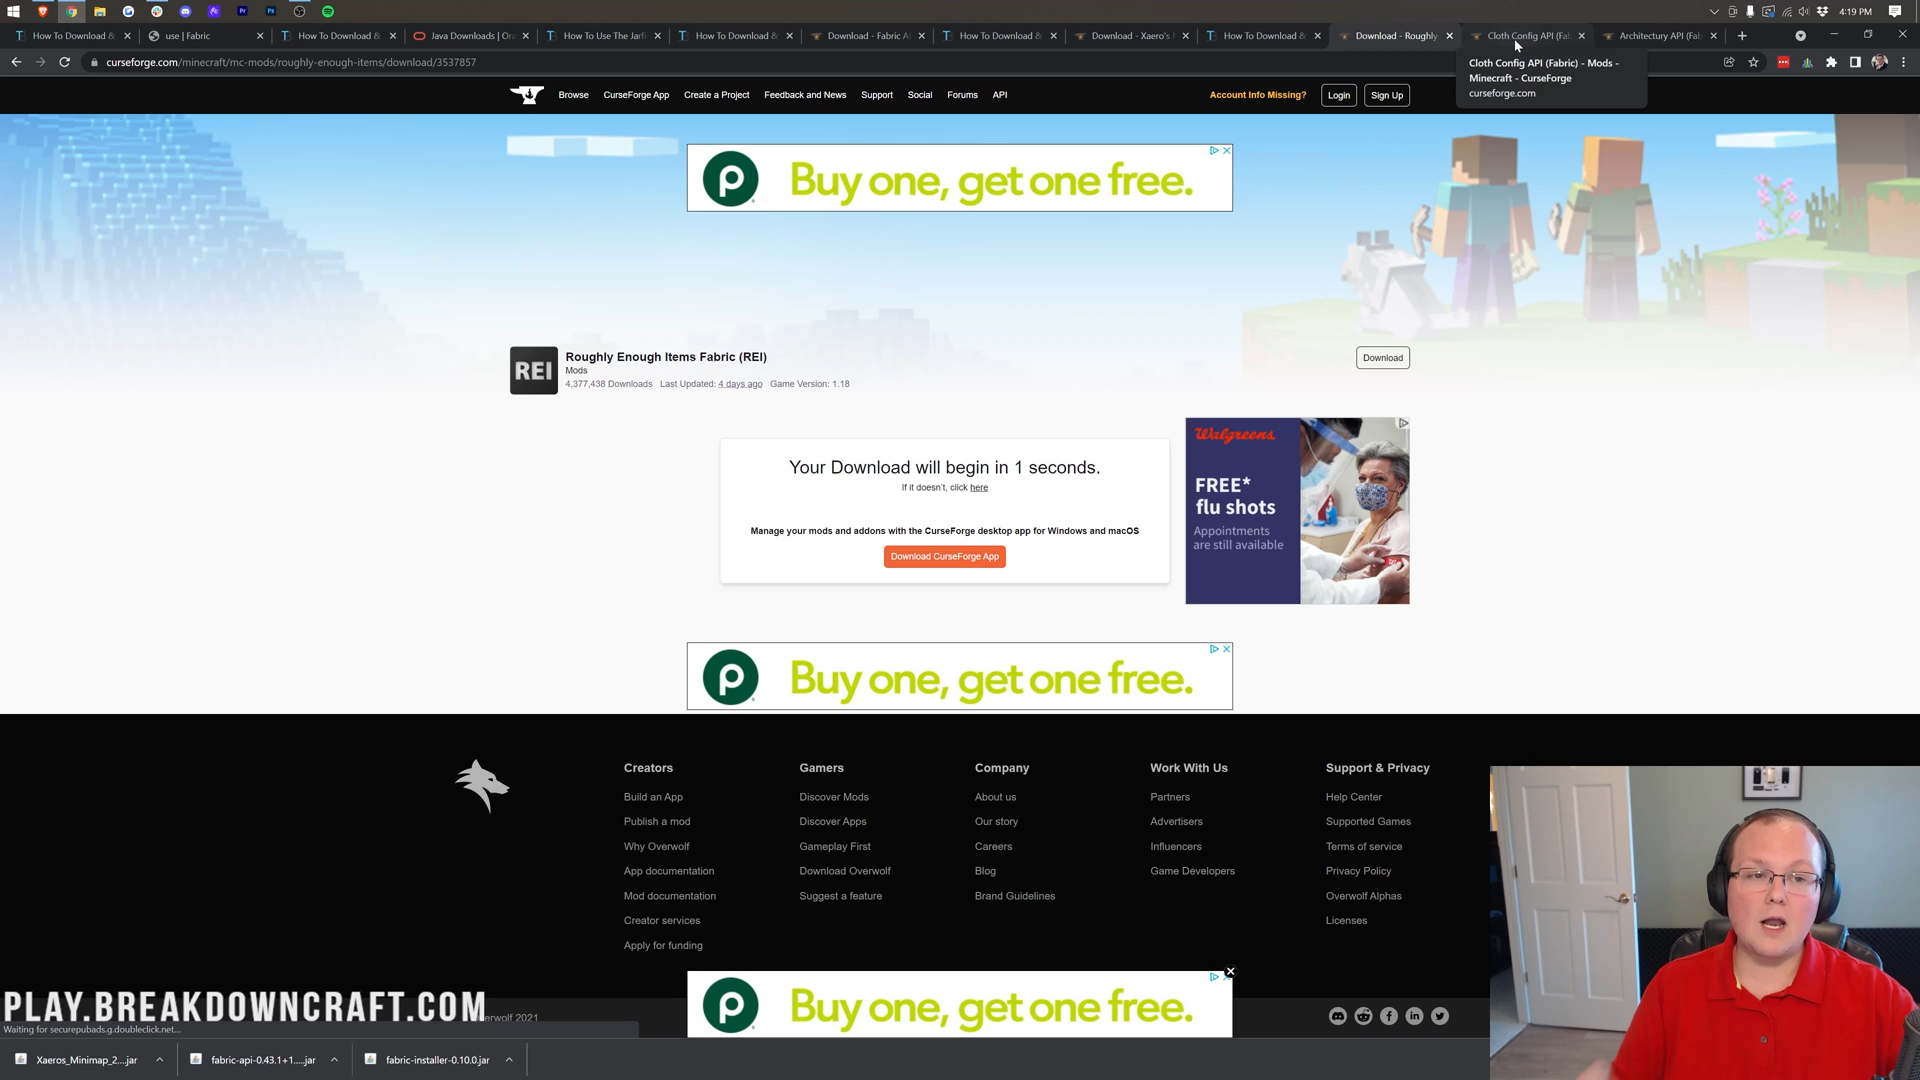 4:19 PM
How To Download &
use | Fabric
How To Download &
Java Downloads | Ora
How To Use The Jarfi
How To Download &
Download - Fabric A
How To Download &
Download - Xaero's
How To Download &
Download - Roughly
Cloth Config API (Fab
Architectury API (Fab
curseforge.com/minecraft/mc-mods/roughly-enough-items/download/3537857
Cloth Config API (Fabric) - Mods -
Minecraft - CurseForge
curseforge.com
Browse
CurseForge App
Create a Project
Feedback and News
Support
Social
Forums
API
Account Info Missing?
Login
Sign Up
Buy one, get one free.
REI
Roughly Enough Items Fabric (REI)
Mods
4,377,438 Downloads Last Updated: 4 days ago Game Version: 1.18
Download
Your Download will begin in 1 seconds.
If it doesn't, click here
Manage your mods and addons with the CurseForge desktop app for Windows and macOS
Download CurseForge App
Walgreens
FREE*
flu shots
Appointments
are still available
Buy one, get one free.
Creators
Build an App
Publish a mod
Why Overwolf
App documentation
Mod documentation
Creator services
Apply for funding
Gamers
Discover Mods
Discover Apps
Gameplay First
Download Overwolf
Suggest a feature
Company
About us
Our story
Careers
Blog
Brand Guidelines
Work With Us
Partners
Advertisers
Influencers
Game Developers
Support & Privacy
Help Center
Supported Games
Terms of service
Privacy Policy
Overwolf Alphas
Licenses
Buy one, get one free.
PLAY.BREAKDOWNCRAFT.COM
erwolf 2021
Waiting for securepubads.g.doubleclick.net...
Xaeros_Minimap_2....jar
fabric-api-0.43.1+1....jar
fabric-installer-0.10.0.jar